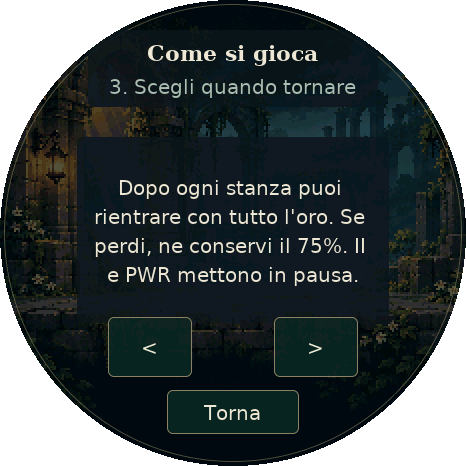 Come si gioca
3. Scegli quando tornare
Dopo ogni stanza puoi
rientrare con tutto l'oro. Se
perdi, ne conservi il 75%. II
e PWR mettono in pausa.
<
>
Torna